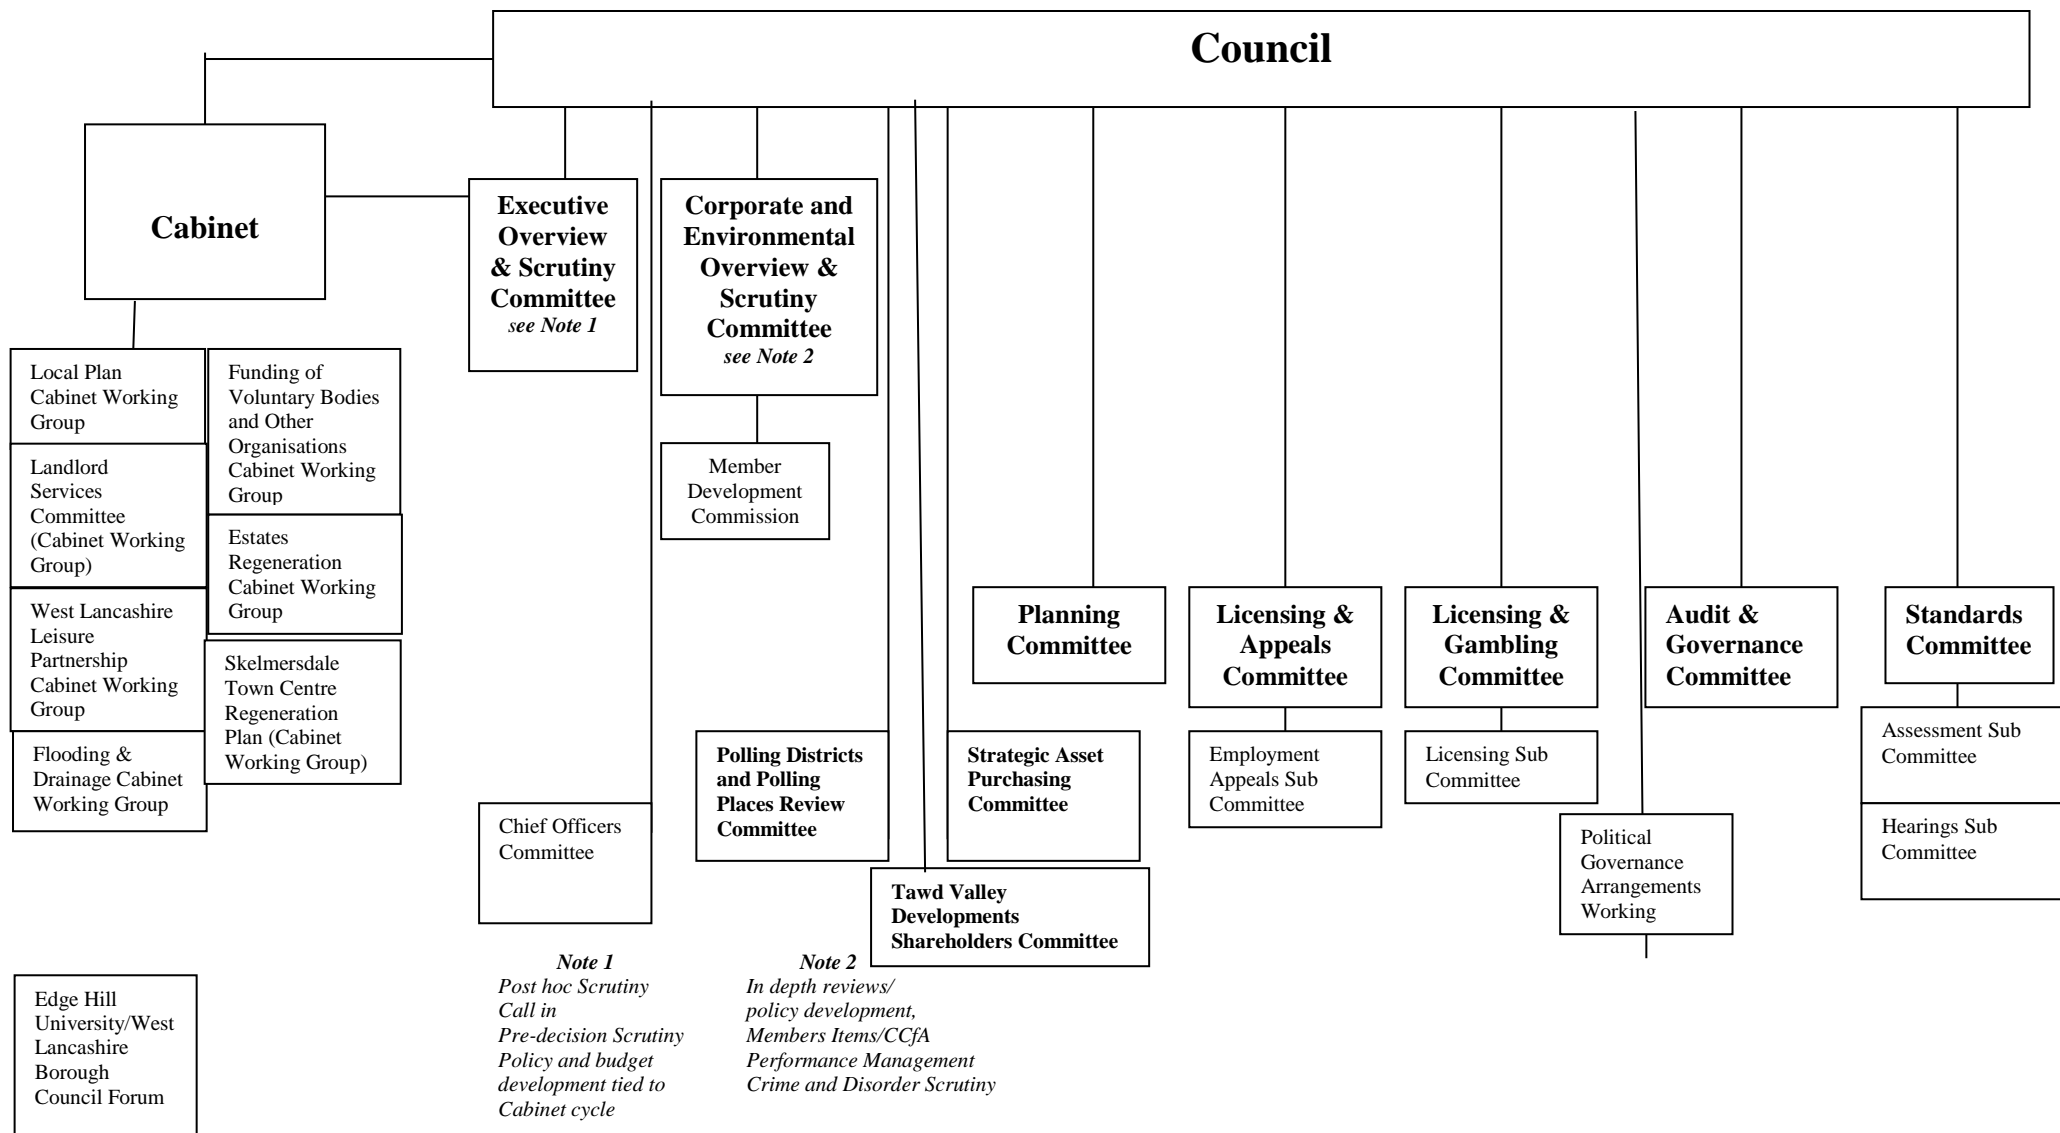 Council
Cabinet
Executive
Overview
& Scrutiny
Committee
see Note 1
Corporate and
Environmental
Overview &
Scrutiny
Committee
see Note 2
Local Plan
Cabinet Working
Group
Funding of
Voluntary Bodies
and Other
Organisations
Cabinet Working
Group
Landlord
Services
Committee
(Cabinet Working
Group)
Estates
Regeneration
Cabinet Working
Group
West Lancashire
Leisure
Partnership
Cabinet Working
Group
Skelmersdale
Town Centre
Regeneration
Plan (Cabinet
Working Group)
Flooding &
Drainage Cabinet
Working Group
Member
Development
Commission
Planning
Committee
Licensing &
Appeals
Committee
Licensing &
Gambling
Committee
Audit &
Governance
Committee
Standards
Committee
Polling Districts
and Polling
Places Review
Committee
Strategic Asset
Purchasing
Committee
Employment
Appeals Sub
Committee
Licensing Sub
Committee
Assessment Sub
Committee
Hearings Sub
Committee
Chief Officers
Committee
Political
Governance
Arrangements
Working
Tawd Valley
Developments
Shareholders Committee
Note 1
Post hoc Scrutiny
Call in
Pre-decision Scrutiny
Policy and budget
development tied to
Cabinet cycle
Note 2
In depth reviews/
policy development,
Members Items/CCfA
Performance Management
Crime and Disorder Scrutiny
Edge Hill
University/West
Lancashire
Borough
Council Forum